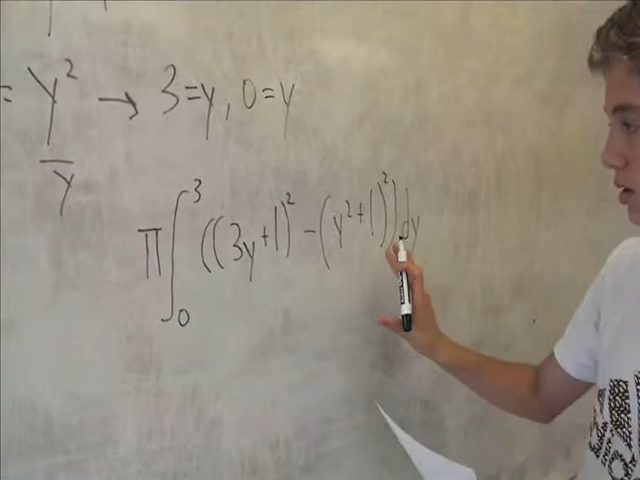 = y² → 3=y, 0=y
y
π∫₀³ ((3y+1)² - (y²+1)²) dy